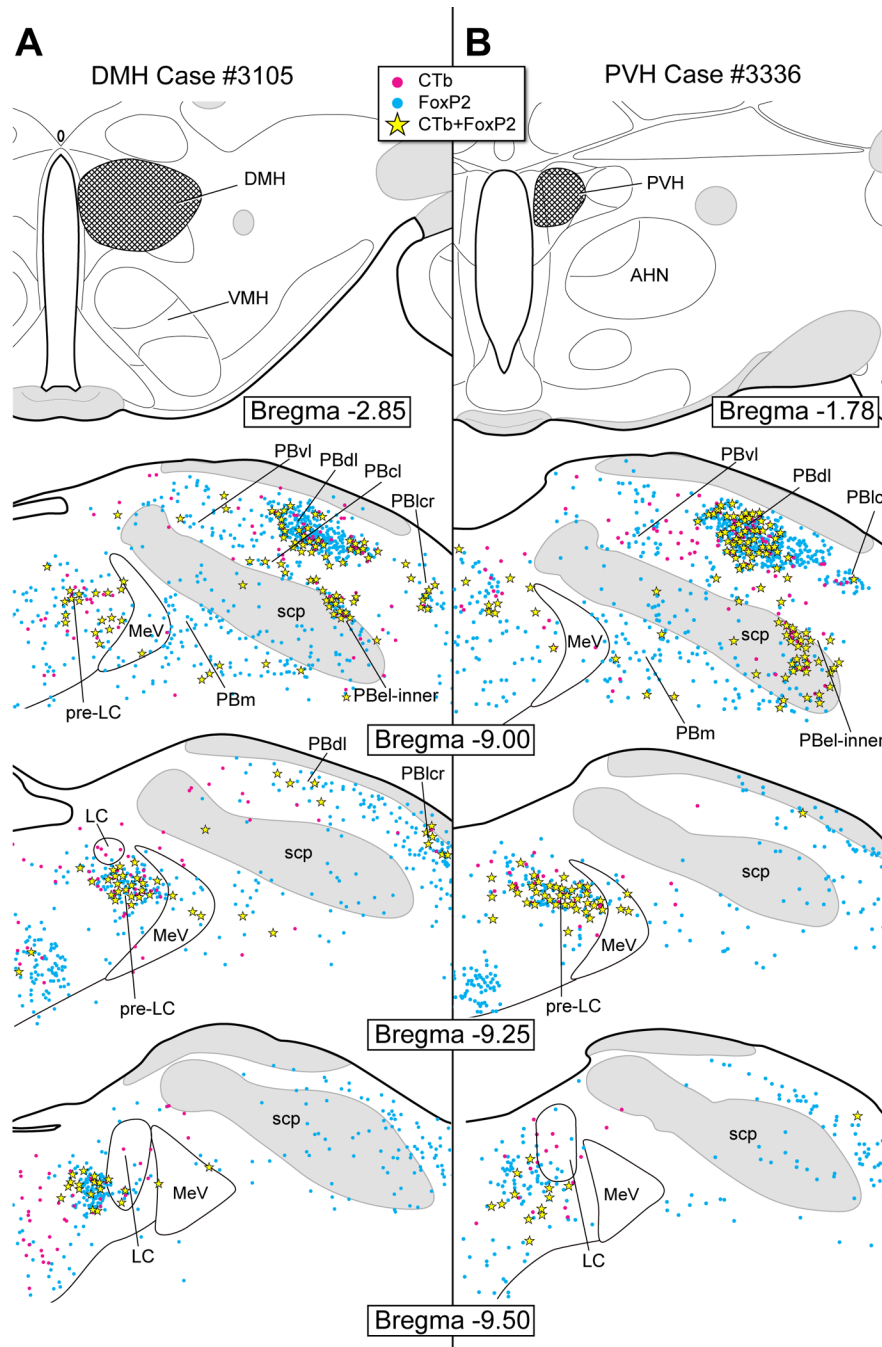 A
B
DMH Case #3105
PVH Case #3336
CTb
FoxP2
CTb+FoxP2
DMH
VMH
Bregma -2.85
PVH
AHN
Bregma -1.78
PBvl
PBdl
PBcl
PBlcr
MeV
scp
pre-LC
PBm
PBel-inner
PBvl
PBdl
PBlc
MeV
scp
PBm
PBel-inner
Bregma -9.00
PBdl
PBlcr
LC
scp
MeV
pre-LC
scp
MeV
pre-LC
Bregma -9.25
scp
MeV
LC
scp
MeV
LC
Bregma -9.50